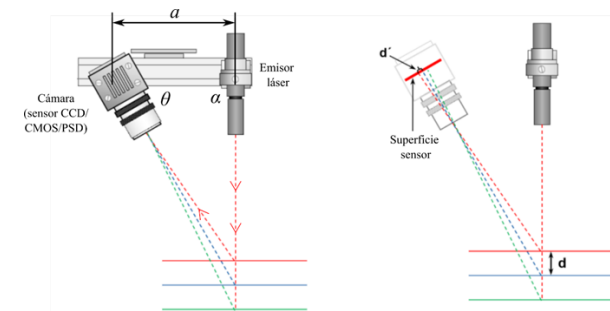 a
θ
α
Emisor
láser
Cámara
(sensor CCD/
CMOS/PSD)
d´
Superficie
sensor
d